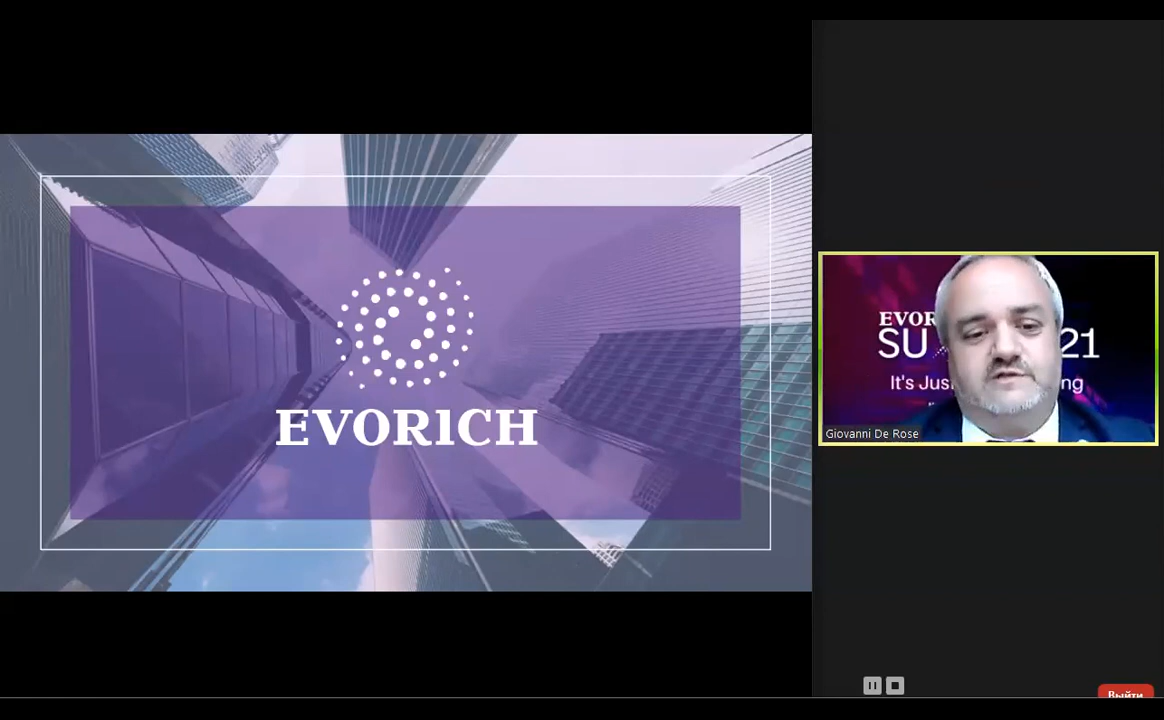 EVORICH
EVOR
SU 21
It's Jus ng
Giovanni De Rose
Выйти